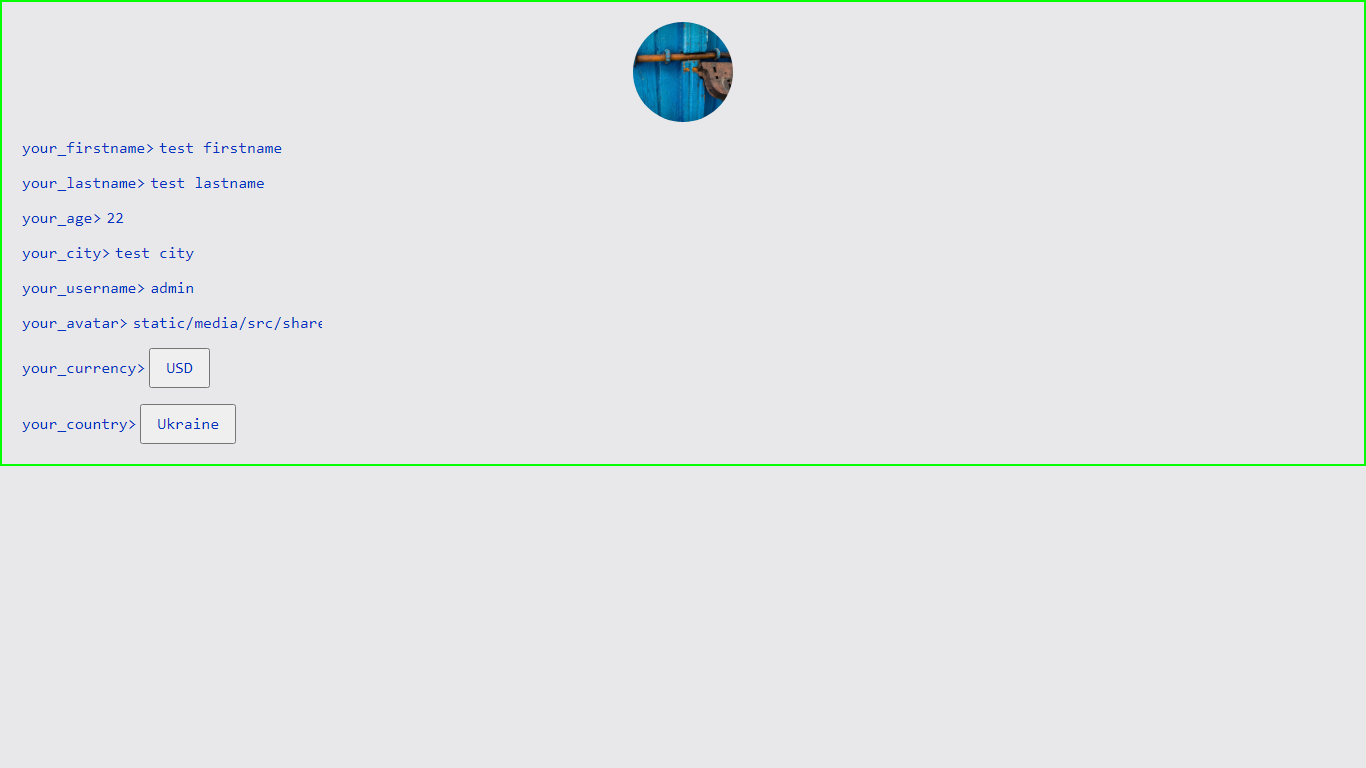 your_firstname> test firstname
your_lastname> test lastname
your_age> 22
your_city> test city
your_username> admin
your_avatar> static/media/src/share
your_currency> USD
your_country> Ukraine